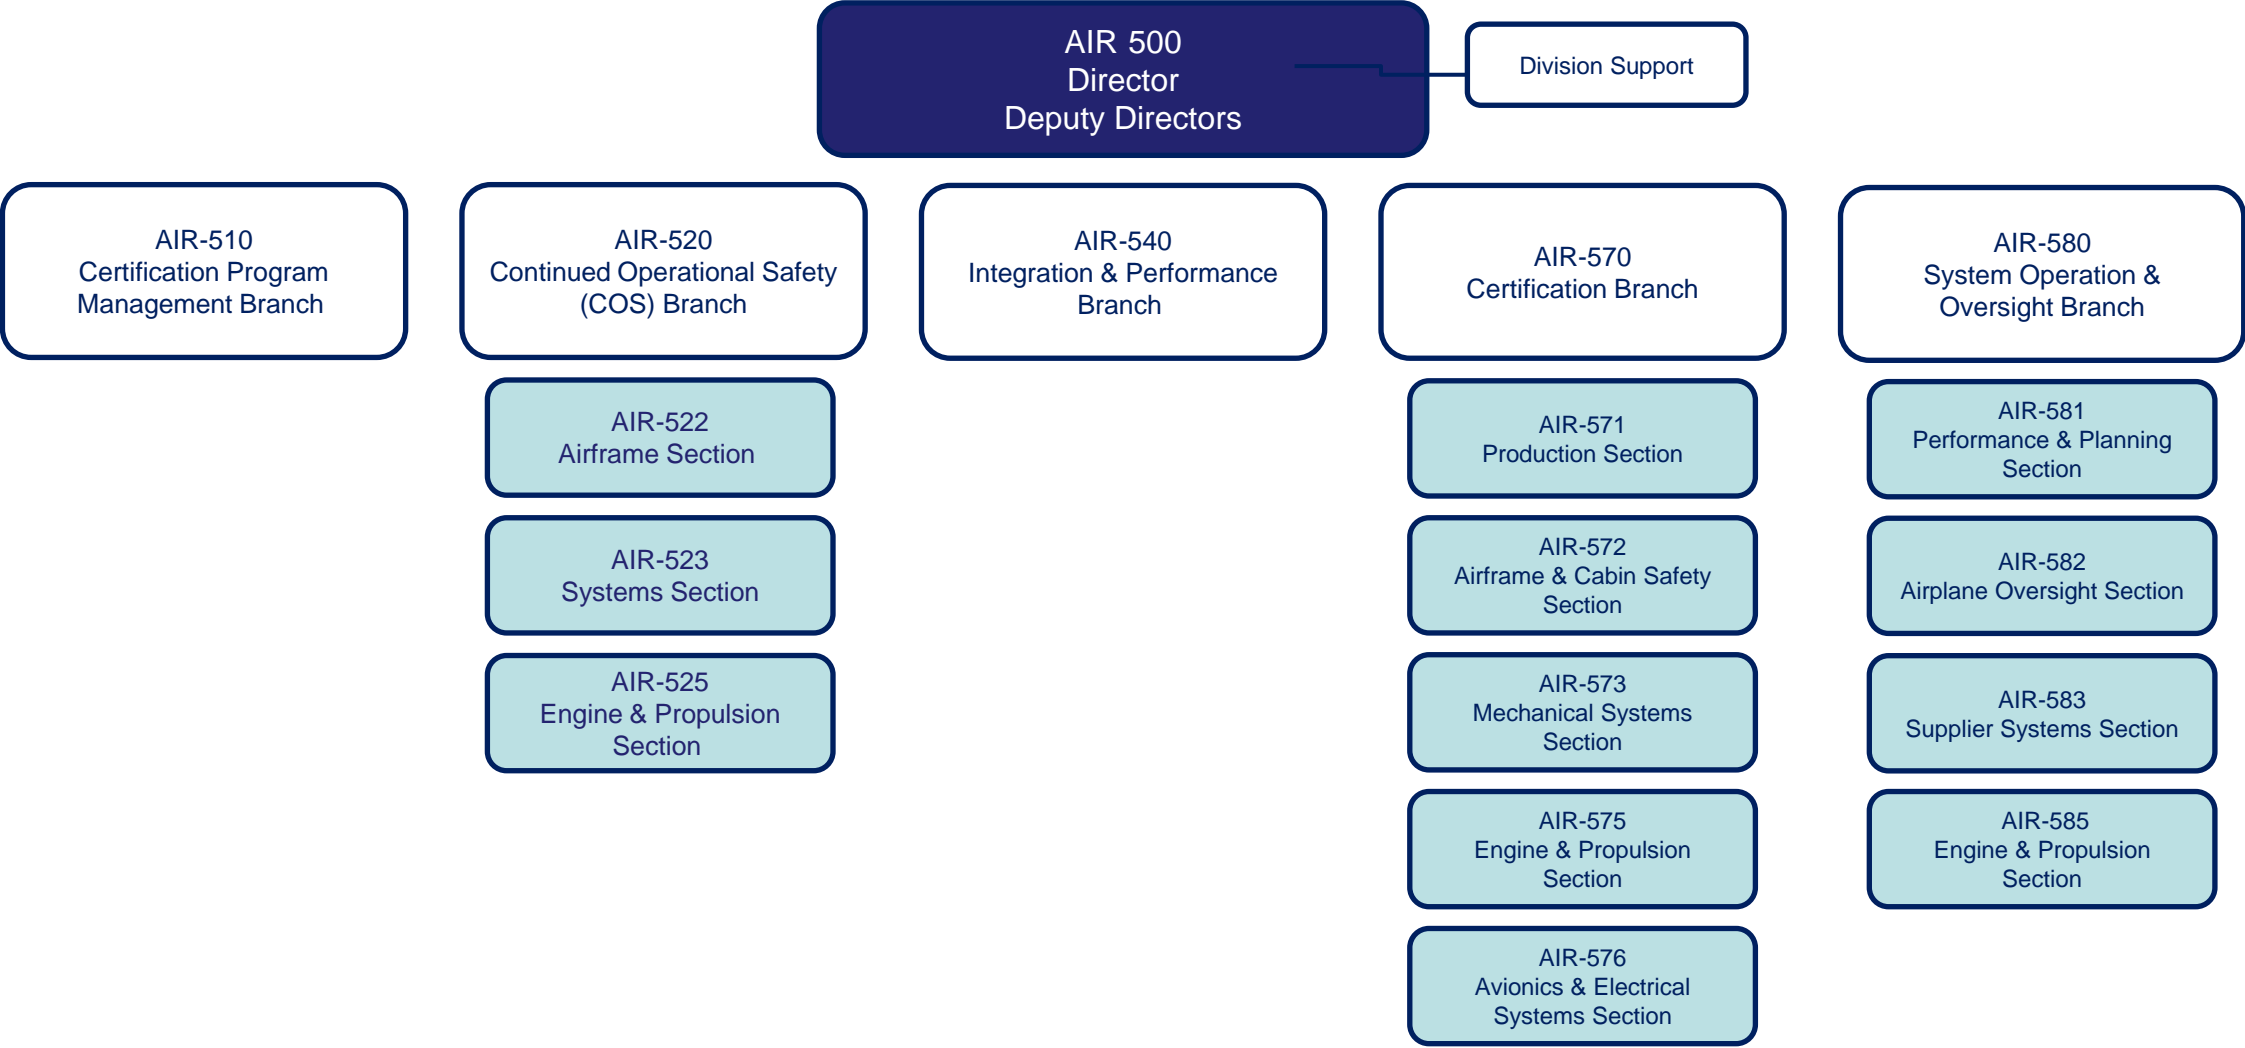 AIR 500
Director
Deputy Directors
Division Support
AIR-510
Certification Program
Management Branch
AIR-520
Continued Operational Safety
(COS) Branch
AIR-540
Integration & Performance
Branch
AIR-570
Certification Branch
AIR-580
System Operation &
Oversight Branch
AIR-522
Airframe Section
AIR-523
Systems Section
AIR-525
Engine & Propulsion
Section
AIR-571
Production Section
AIR-572
Airframe & Cabin Safety
Section
AIR-573
Mechanical Systems
Section
AIR-575
Engine & Propulsion
Section
AIR-576
Avionics & Electrical
Systems Section
AIR-581
Performance & Planning
Section
AIR-582
Airplane Oversight Section
AIR-583
Supplier Systems Section
AIR-585
Engine & Propulsion
Section